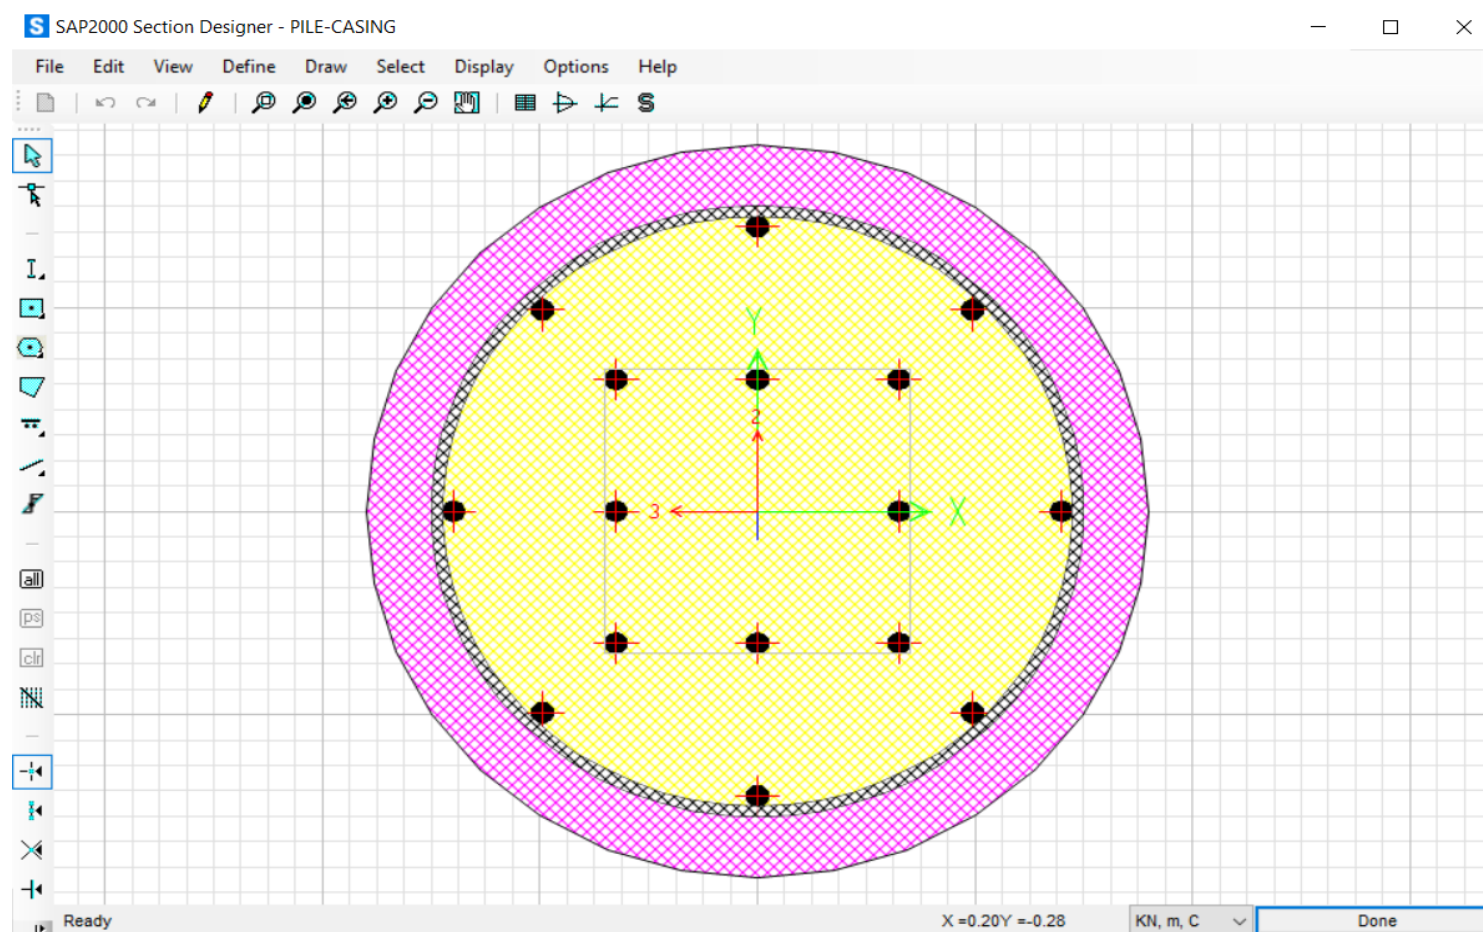 SAP2000 Section Designer - PILE-CASING
File Edit View Define Draw Select Display Options Help
Y
2
3
X
all
ps
clr
Ready X =0.20Y =-0.28 KN, m, C Done